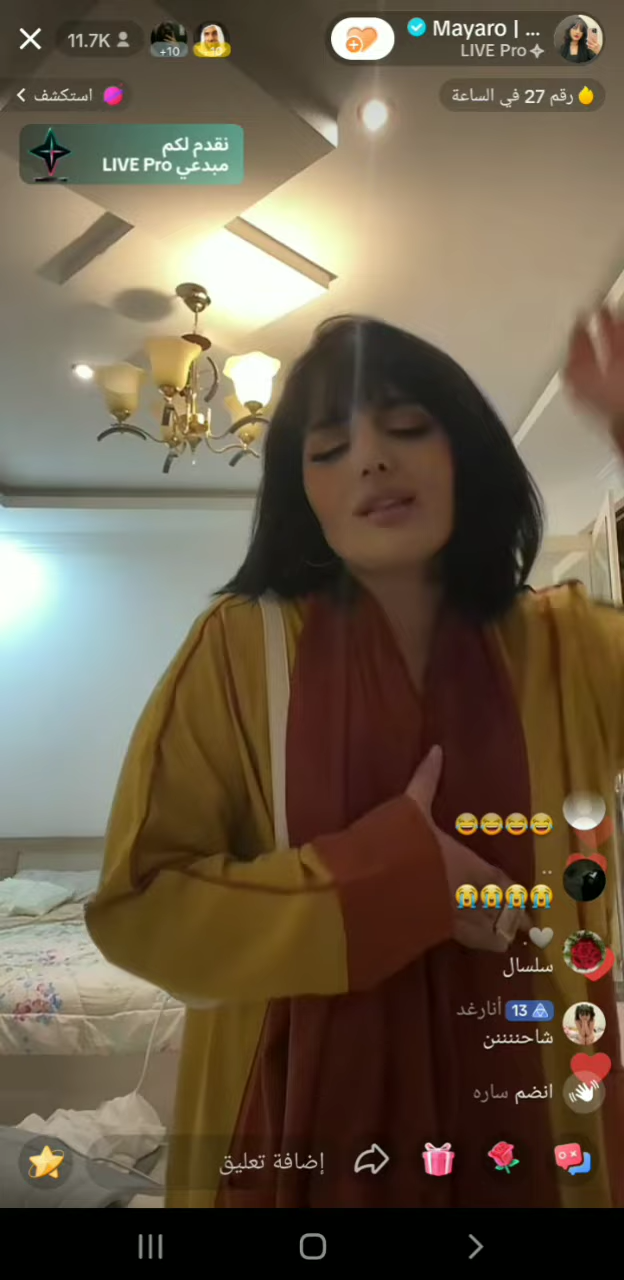 Mayaro | ...
LIVE Pro
11.7K
+10
رقم 27 في الساعة
استكشف
نقدم لكم
مبدعي LIVE Pro
😂😂😂😂
..
😭😭😭😭
🤍.
سلسال
13 أنارغد
شاحننننن
انضم ساره
إضافة تعليق